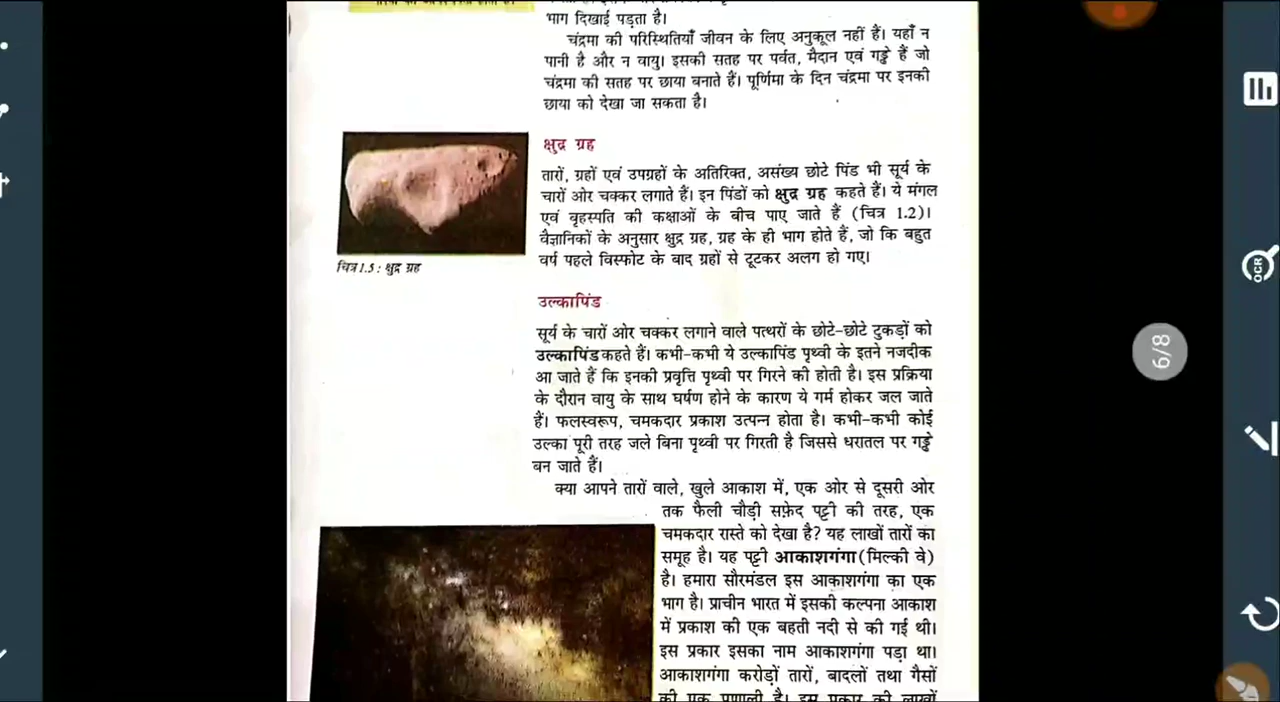 भाग दिखाई पड़ता है।
चंद्रमा की परिस्थितियाँ जीवन के लिए अनुकूल नहीं हैं। यहाँ न
पानी है और न वायु। इसकी सतह पर पर्वत, मैदान एवं गड्ढे हैं जो
चंद्रमा की सतह पर छाया बनाते हैं। पूर्णिमा के दिन चंद्रमा पर इनकी
छाया को देखा जा सकता है।
क्षुद्र ग्रह
तारों, ग्रहों एवं उपग्रहों के अतिरिक्त, असंख्य छोटे पिंड भी सूर्य के
चारों ओर चक्कर लगाते हैं। इन पिंडों को क्षुद्र ग्रह कहते हैं। ये मंगल
एवं बृहस्पति की कक्षाओं के बीच पाए जाते हैं (चित्र 1.2)।
वैज्ञानिकों के अनुसार क्षुद्र ग्रह, ग्रह के ही भाग होते हैं, जो कि बहुत
वर्ष पहले विस्फोट के बाद ग्रहों से टूटकर अलग हो गए।
चित्र 1.5 : क्षुद्र ग्रह
उल्कापिंड
सूर्य के चारों ओर चक्कर लगाने वाले पत्थरों के छोटे-छोटे टुकड़ों को
उल्कापिंड कहते हैं। कभी-कभी ये उल्कापिंड पृथ्वी के इतने नजदीक
आ जाते हैं कि इनकी प्रवृत्ति पृथ्वी पर गिरने की होती है। इस प्रक्रिया
के दौरान वायु के साथ घर्षण होने के कारण ये गर्म होकर जल जाते
हैं। फलस्वरूप, चमकदार प्रकाश उत्पन्न होता है। कभी-कभी कोई
उल्का पूरी तरह जले बिना पृथ्वी पर गिरती है जिससे धरातल पर गड्ढे
बन जाते हैं।
क्या आपने तारों वाले, खुले आकाश में, एक ओर से दूसरी ओर
तक फैली चौड़ी सफ़ेद पट्टी की तरह, एक
चमकदार रास्ते को देखा है? यह लाखों तारों का
समूह है। यह पट्टी आकाशगंगा (मिल्की वे)
है। हमारा सौरमंडल इस आकाशगंगा का एक
भाग है। प्राचीन भारत में इसकी कल्पना आकाश
में प्रकाश की एक बहती नदी से की गई थी।
इस प्रकार इसका नाम आकाशगंगा पड़ा था।
आकाशगंगा करोड़ों तारों, बादलों तथा गैसों
की एक प्रणाली है। इस प्रकार की लाखों
OCR
6/8